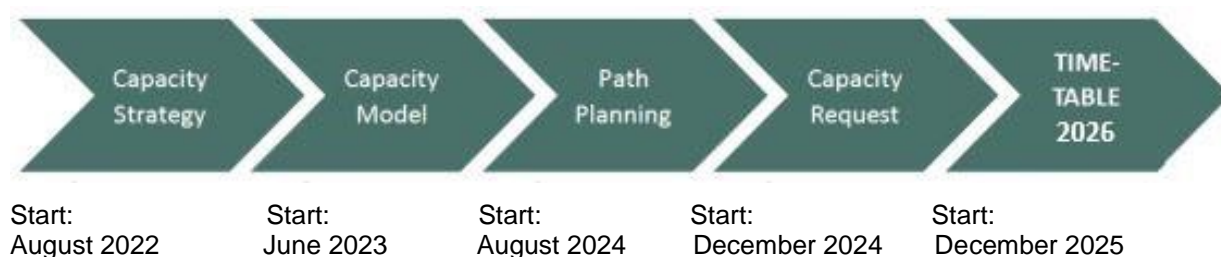 Capacity
Strategy
Capacity
Model
Path
Planning
Capacity
Request
TIME-
TABLE
2026
Start:
August 2022
Start:
June 2023
Start:
August 2024
Start:
December 2024
Start:
December 2025